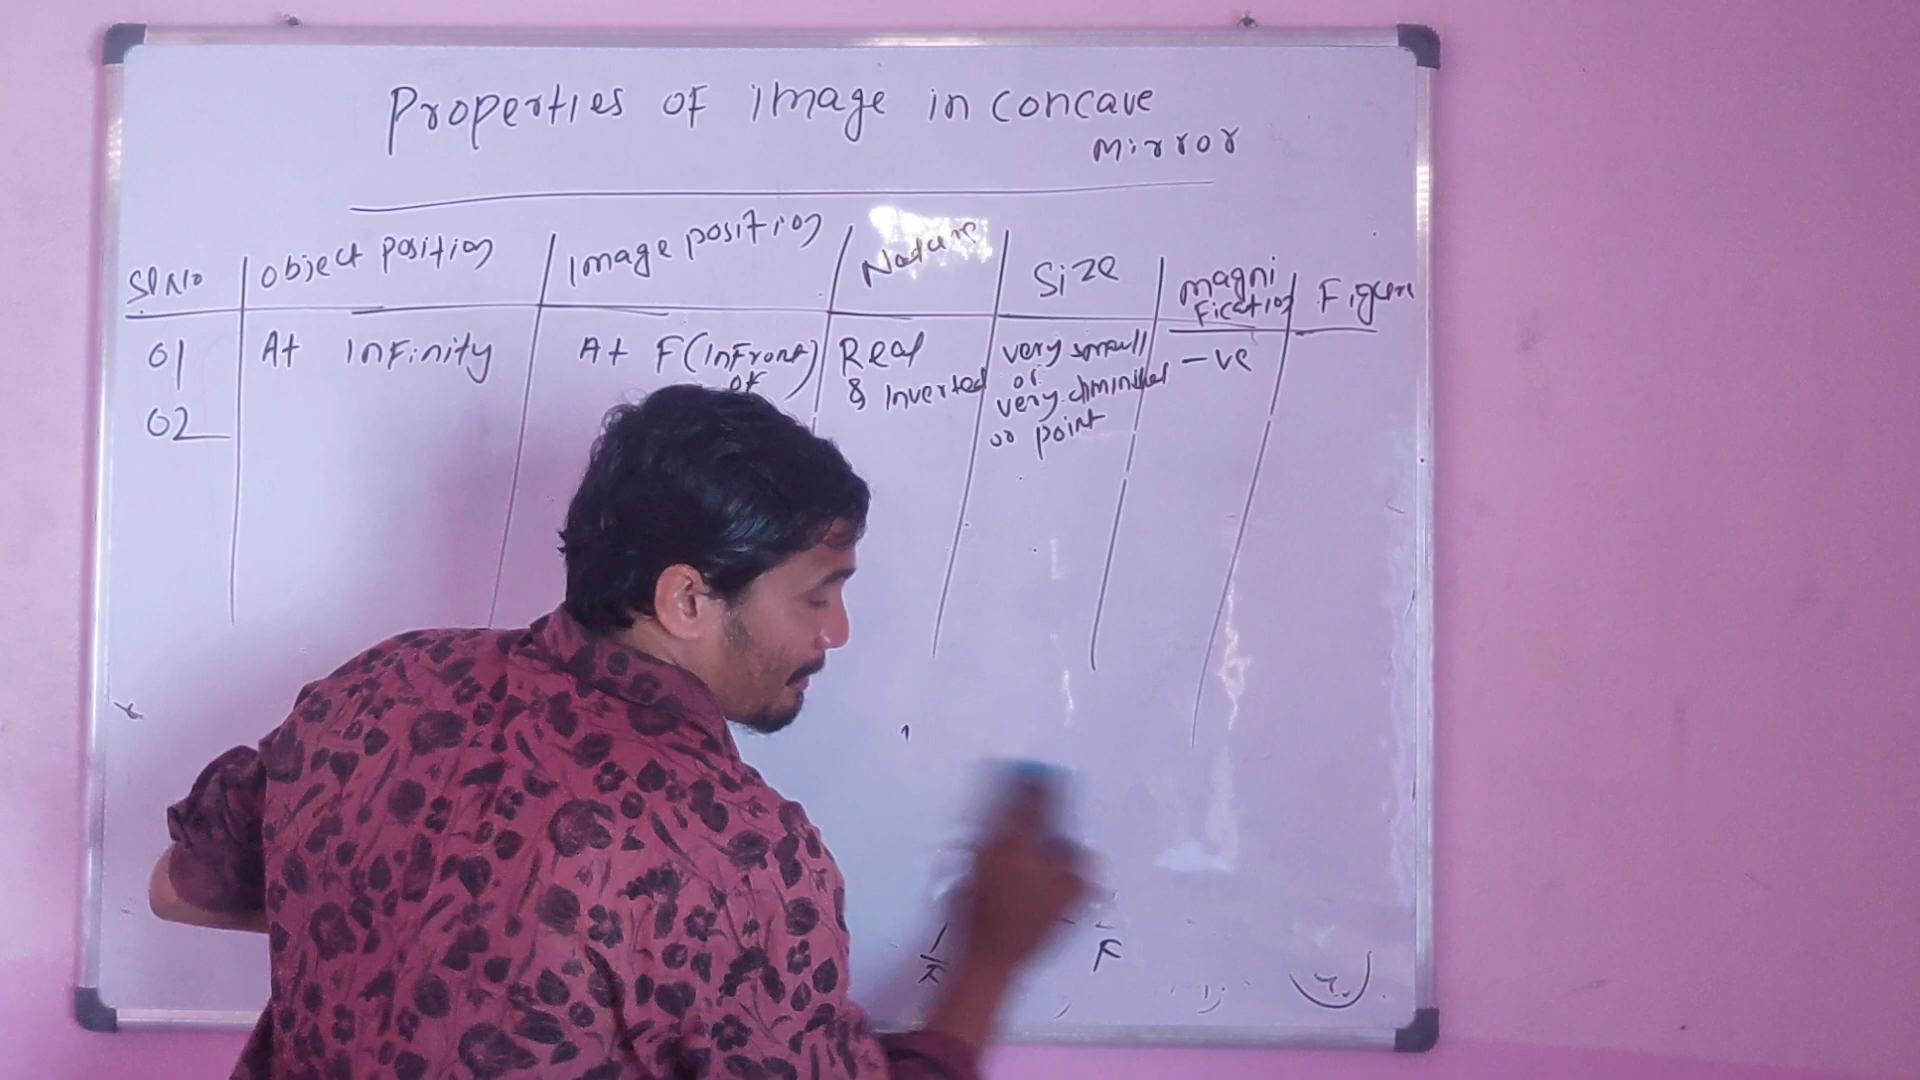 Properties of image in concave
mirror
Sl No
object position
Image position
Nature
Size
magni
fication
Figure
01
At Infinity
At F (Infront)
of
Real
& Inverted
very small
or
very diminished
or point
-ve
02
F